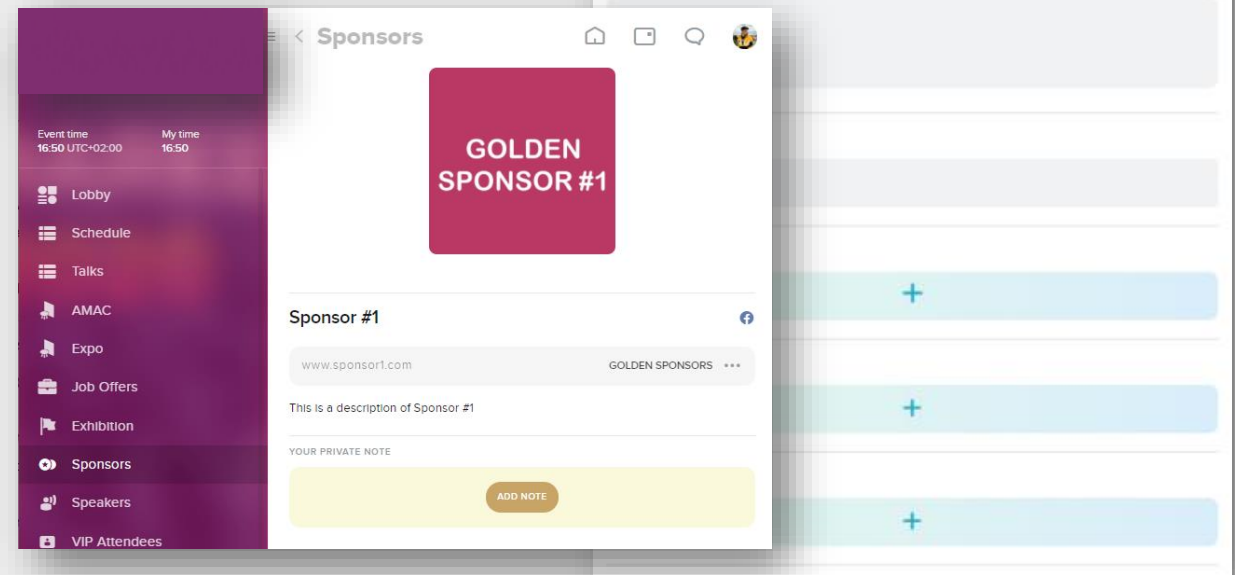 Sponsors
GOLDEN
SPONSOR #1
Event time
My time
16:50 UTC+02:00
16:50
Lobby
Schedule
Talks
AMAC
Expo
Job Offers
Exhibition
Sponsors
Speakers
VIP Attendees
Sponsor #1
www.sponsor1.com
GOLDEN SPONSORS
This is a description of Sponsor #1
YOUR PRIVATE NOTE
ADD NOTE